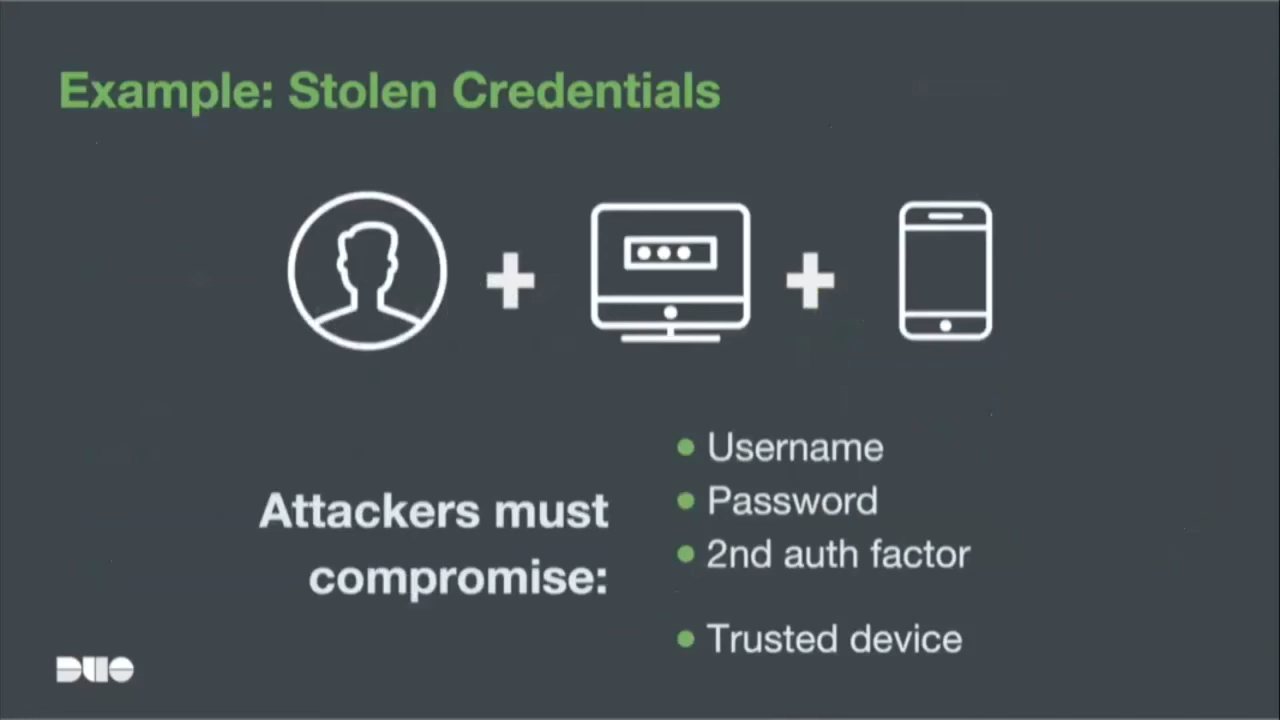 Example: Stolen Credentials
Attackers must
compromise:
Username
Password
2nd auth factor
Trusted device
DUO